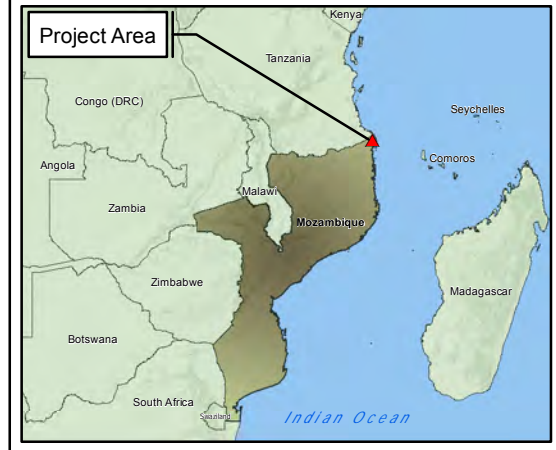 Kenya
Project Area
Tanzania
Congo (DRC)
Seychelles
Comoros
Angola
Malawi
Zambia
Mozambique
Zimbabwe
Madagascar
Botswana
South Africa
Swaziland
Indian Ocean